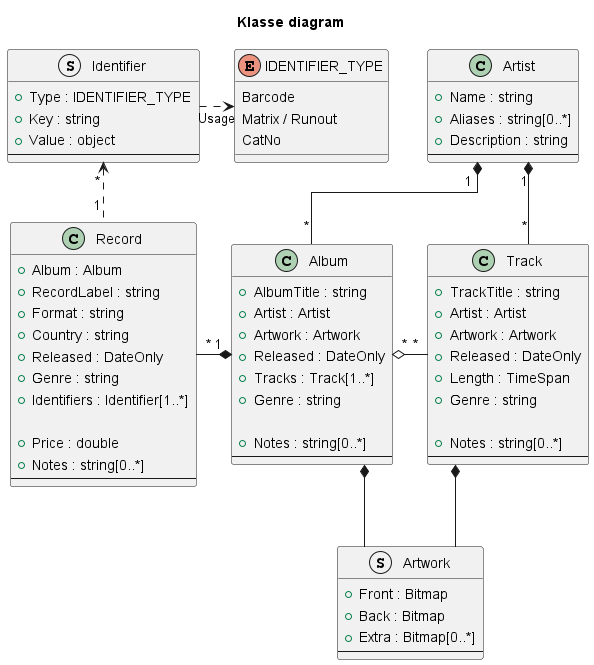 Klasse diagram
S Identifier
Type : IDENTIFIER_TYPE
Key : string
Value : object
E IDENTIFIER_TYPE
Barcode
Matrix / Runout
CatNo
C Artist
Name : string
Aliases : string[0..*]
Description : string
Usage
*
1
1
*
1
*
C Record
Album : Album
RecordLabel : string
Format : string
Country : string
Released : DateOnly
Genre : string
Identifiers : Identifier[1..*]
Price : double
Notes : string[0..*]
* 1
C Album
AlbumTitle : string
Artist : Artist
Artwork : Artwork
Released : DateOnly
Tracks : Track[1..*]
Genre : string
Notes : string[0..*]
* *
C Track
TrackTitle : string
Artist : Artist
Artwork : Artwork
Released : DateOnly
Length : TimeSpan
Genre : string
Notes : string[0..*]
S Artwork
Front : Bitmap
Back : Bitmap
Extra : Bitmap[0..*]